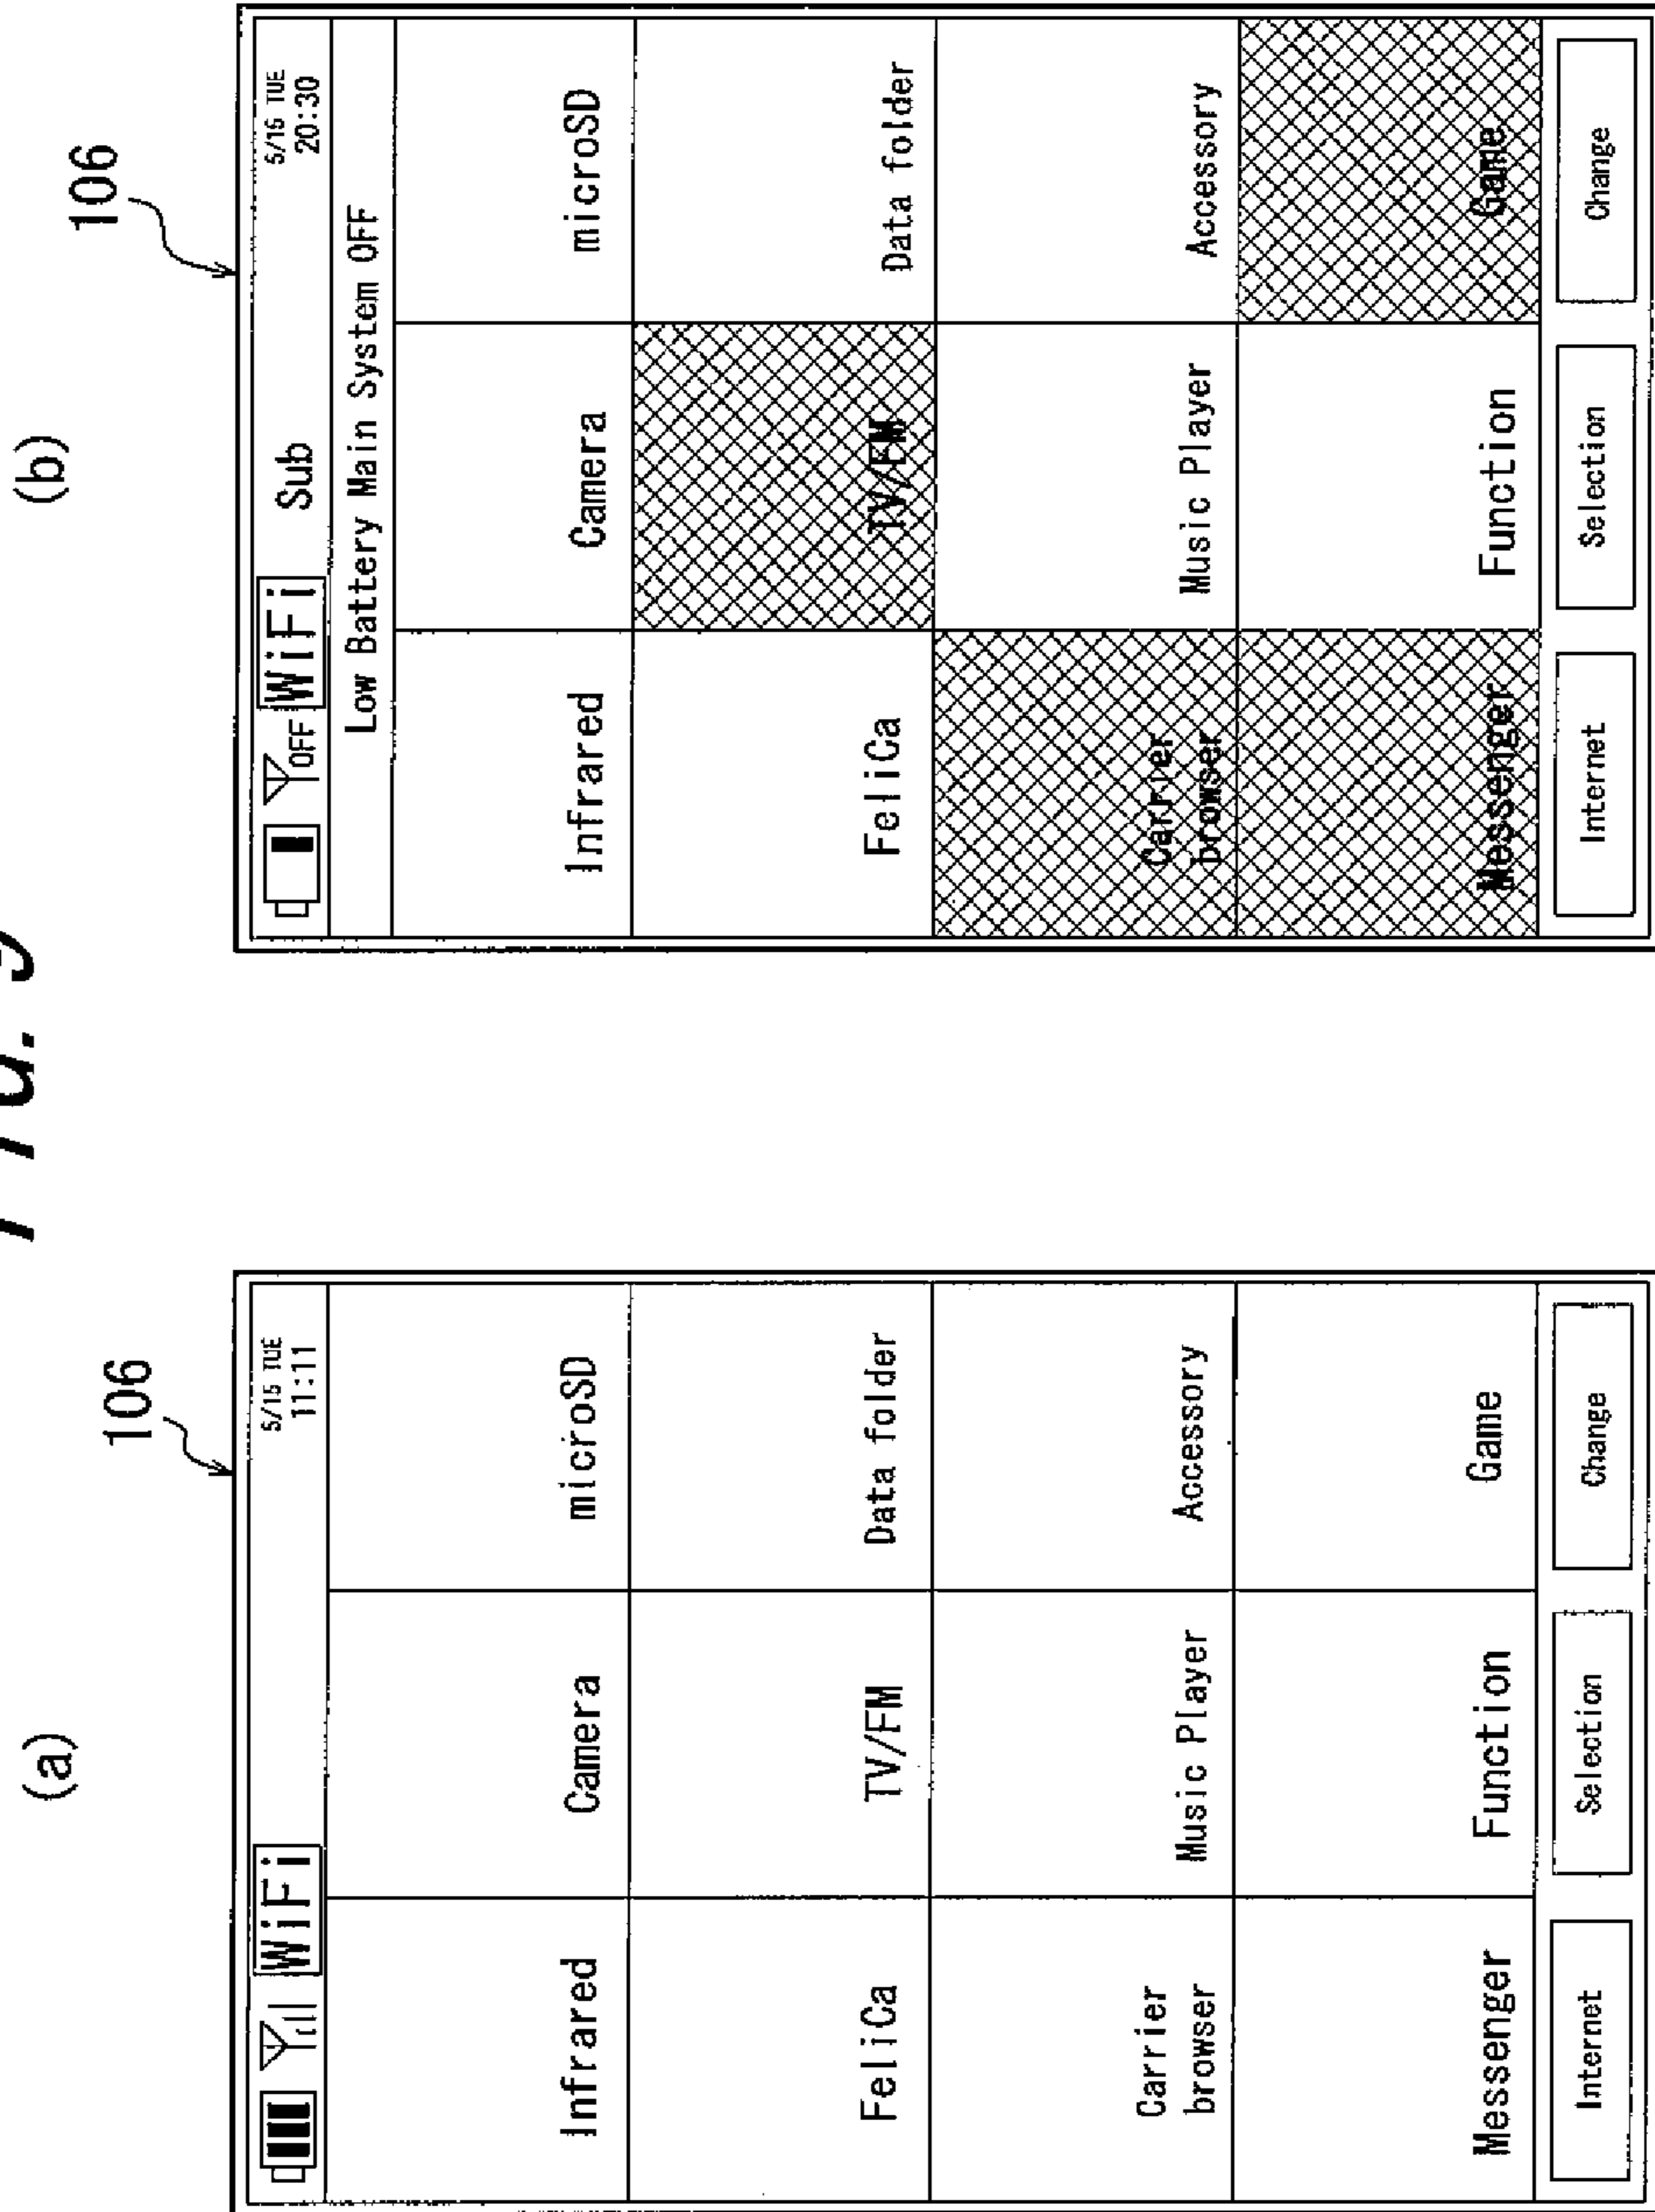 (a)
106
WiFi
5/15 TUE
11:11
Infrared
Camera
microSD
FeliCa
TV/FM
Data folder
Carrier
browser
Music Player
Accessory
Messenger
Function
Game
Internet
Selection
Change
(b)
106
OFF
WiFi
Sub
5/15 TUE
20:30
Low Battery Main System OFF
Infrared
Camera
microSD
FeliCa
TV/FM
Data folder
Carrier
browser
Music Player
Accessory
Messenger
Function
Game
Internet
Selection
Change